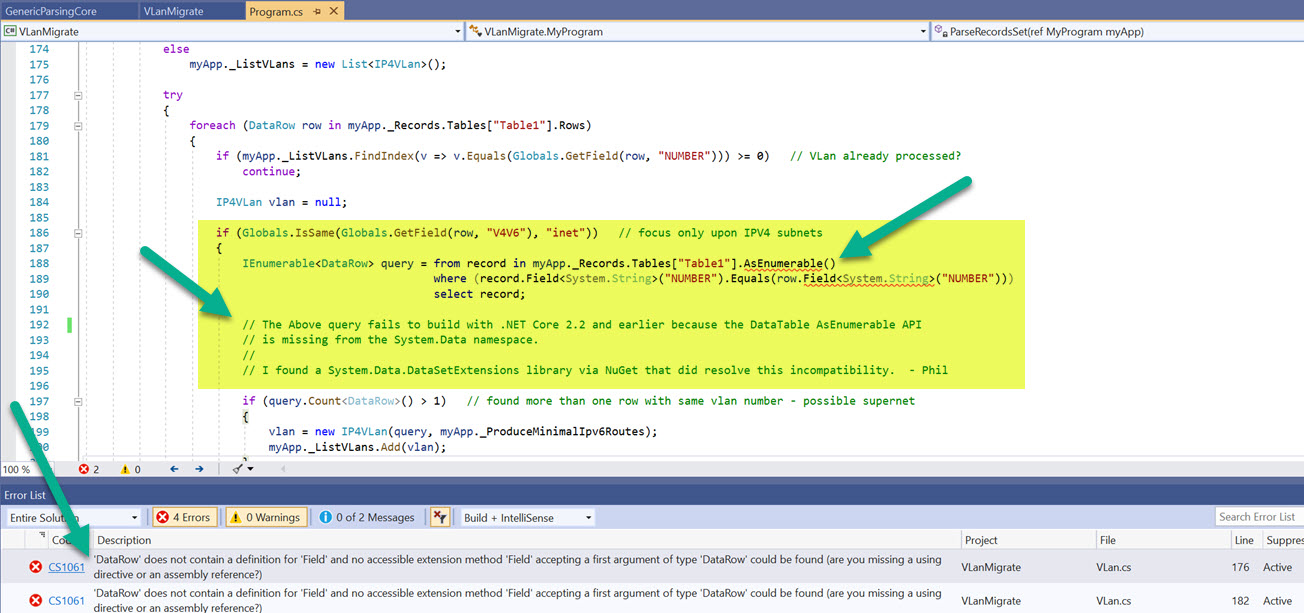 GenericParsingCore VLanMigrate Program.cs
C# VLanMigrate VLanMigrate.MyProgram ParseRecordsSet(ref MyProgram myApp)
174 else
175 myApp._ListVLans = new List<IP4VLan>();
176
177 try
178 {
179 foreach (DataRow row in myApp._Records.Tables["Table1"].Rows)
180 {
181 if (myApp._ListVLans.FindIndex(v => v.Equals(Globals.GetField(row, "NUMBER"))) >= 0) // VLan already processed?
182 continue;
183
184 IP4VLan vlan = null;
185
186 if (Globals.IsSame(Globals.GetField(row, "V4V6"), "inet")) // focus only upon IPV4 subnets
187 {
188 IEnumerable<DataRow> query = from record in myApp._Records.Tables["Table1"].AsEnumerable()
189 where (record.Field<System.String>("NUMBER").Equals(row.Field<System.String>("NUMBER")))
190 select record;
191
192 // The Above query fails to build with .NET Core 2.2 and earlier because the DataTable AsEnumerable API
193 // is missing from the System.Data namespace.
194 //
195 // I found a System.Data.DataSetExtensions library via NuGet that did resolve this incompatibility. - Phil
196
197 if (query.Count<DataRow>() > 1) // found more than one row with same vlan number - possible supernet
198 {
199 vlan = new IP4VLan(query, myApp._ProduceMinimalIpv6Routes);
myApp._ListVLans.Add(vlan);
100 % 2 0
Error List
Entire 4 Errors 0 Warnings 0 of 2 Messages Build + IntelliSense Search Error List
Description Project File Line
CS1061 'DataRow' does not contain a definition for 'Field' and no accessible extension method 'Field' accepting a first argument of type 'DataRow' could be found (are you missing a using VLanMigrate VLan.cs 176 Active
directive or an assembly reference?)
CS1061 'DataRow' does not contain a definition for 'Field' and no accessible extension method 'Field' accepting a first argument of type 'DataRow' could be found (are you missing a using VLanMigrate VLan.cs 182 Active
directive or an assembly reference?)